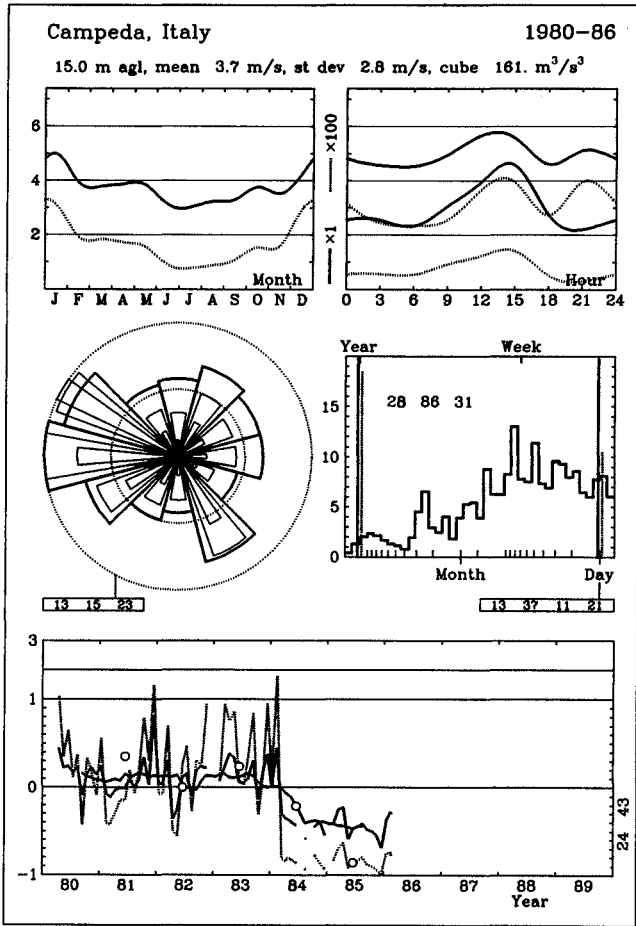 Campeda, Italy 1980-86
15.0 m agl, mean 3.7 m/s, st dev 2.8 m/s, cube 161. m³/s³
6
4
2
J F M A M J J A S O N D
Month
×1 ×100
0 3 6 9 12 15 18 21 24
Hour
Year Week
28 86 31
15
10
5
0
Month Day
13 15 23
13 37 11 21
3
1
0
-1
80 81 82 83 84 85 86 87 88 89
Year
24 43